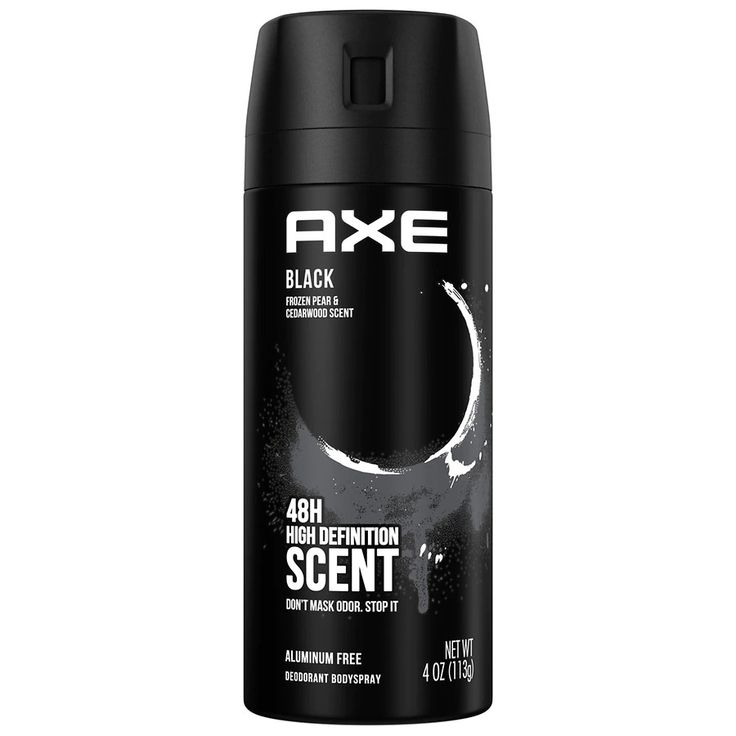 AXE
BLACK
FROZEN PEAR &
CEDARWOOD SCENT
48H
HIGH DEFINITION
SCENT
DON'T MASK ODOR. STOP IT
ALUMINUM FREE
DEODORANT BODYSPRAY
NET WT
4 OZ (113g)